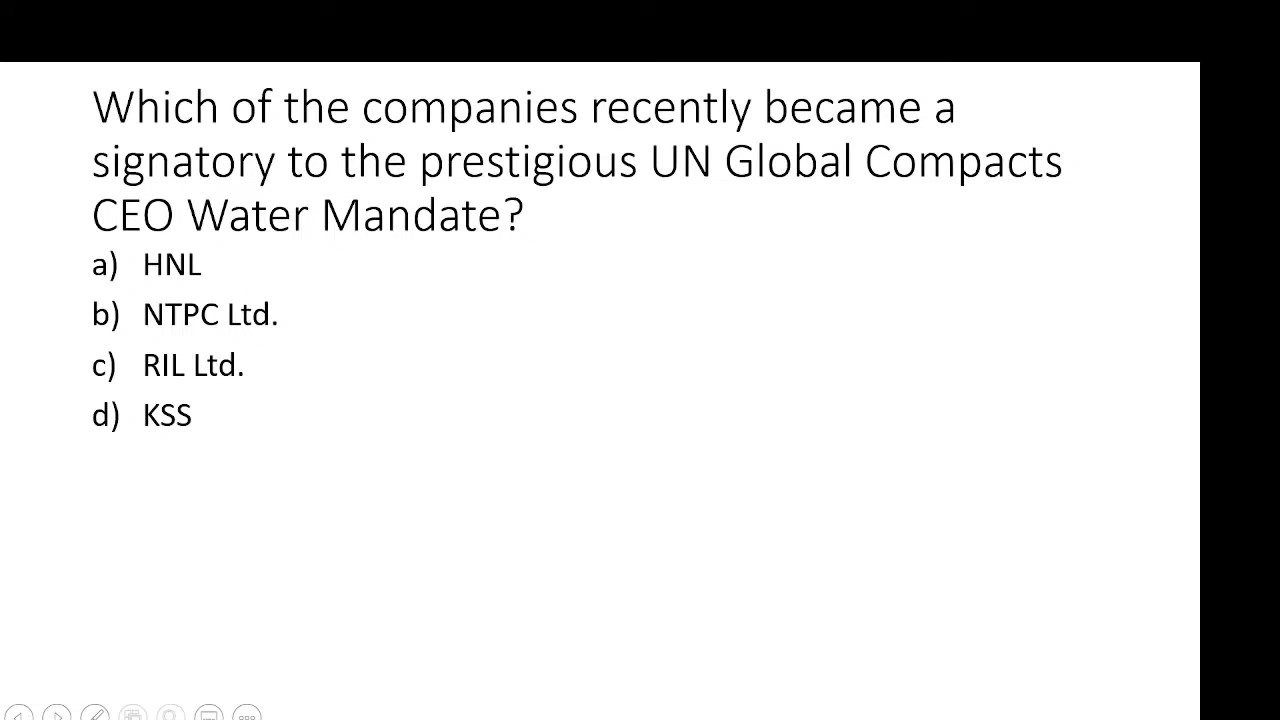 Which of the companies recently became a
signatory to the prestigious UN Global Compacts
CEO Water Mandate?
a) HNL
b) NTPC Ltd.
c) RIL Ltd.
d) KSS